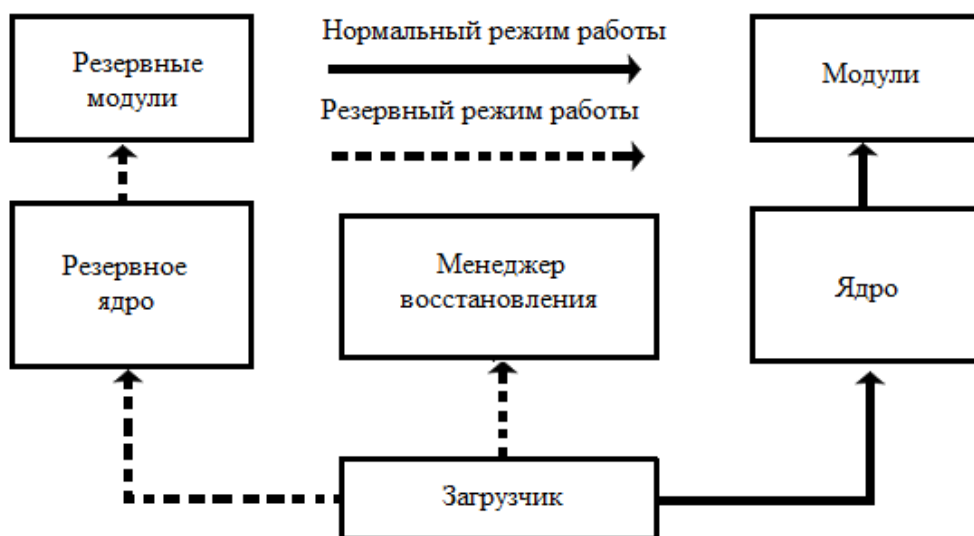 Резервные
модули
Нормальный режим работы
Резервный режим работы
Модули
Резервное
ядро
Менеджер
восстановления
Ядро
Загрузчик